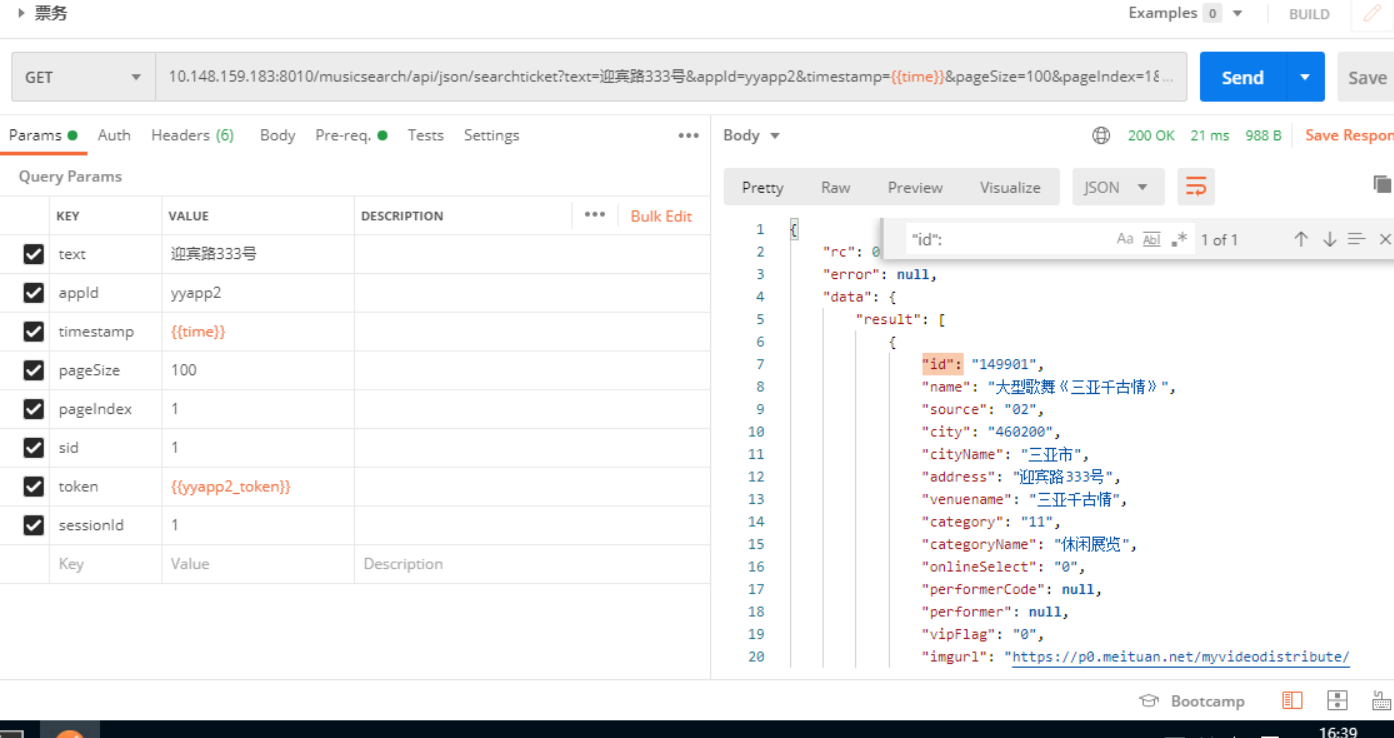 票务
Examples 0 BUILD
GET 10.148.159.183:8010/musicsearch/api/json/searchticket?text=迎宾路333号&appId=yyapp2&timestamp={{time}}&pageSize=100&pageIndex=1&... Send Save
Params Auth Headers (6) Body Pre-req. Tests Settings ••• Body 200 OK 21 ms 988 B Save Respon
Query Params
Pretty Raw Preview Visualize JSON
KEY VALUE DESCRIPTION ••• Bulk Edit
text 迎宾路333号
appId yyapp2
timestamp {{time}}
pageSize 100
pageIndex 1
sid 1
token {{yyapp2_token}}
sessionId 1
Key Value Description
"id": Aa Abl .* 1 of 1
1 {
2 "rc": 0
3 "error": null,
4 "data": {
5 "result": [
6 {
7 "id": "149901",
8 "name": "大型歌舞《三亚千古情》",
9 "source": "02",
10 "city": "460200",
11 "cityName": "三亚市",
12 "address": "迎宾路333号",
13 "venuename": "三亚千古情",
14 "category": "11",
15 "categoryName": "休闲展览",
16 "onlineSelect": "0",
17 "performerCode": null,
18 "performer": null,
19 "vipFlag": "0",
20 "imgurl": "https://p0.meituan.net/myvideodistribute/
Bootcamp
16:39